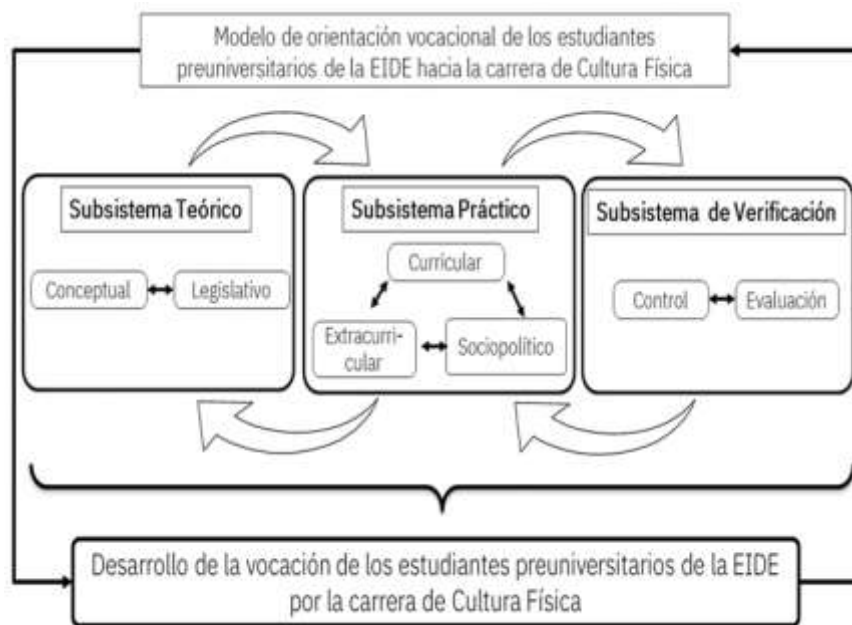 Modelo de orientación vocacional de los estudiantes
preuniversitarios de la EIDE hacia la carrera de Cultura Física
Subsistema Teórico
Conceptual
Legislativo
Subsistema Práctico
Currícular
Extracurri-
cular
Sociopolítico
Subsistema de Verificación
Control
Evaluación
Desarrollo de la vocación de los estudiantes preuniversitarios de la EIDE
por la carrera de Cultura Física